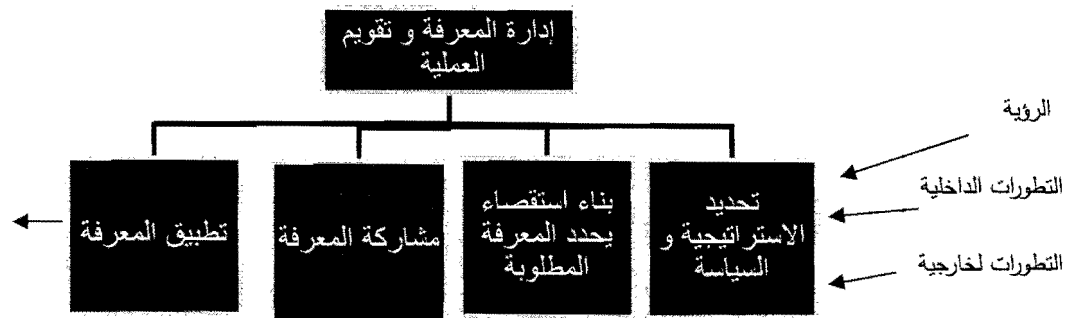 إدارة المعرفة و تقويم
العملية
الرؤية
التطورات الداخلية
التطورات لخارجية
تحديد
الاستراتيجية و
السياسة
بناء استقصاء
يحدد المعرفة
المطلوبة
مشاركة المعرفة
تطبيق المعرفة